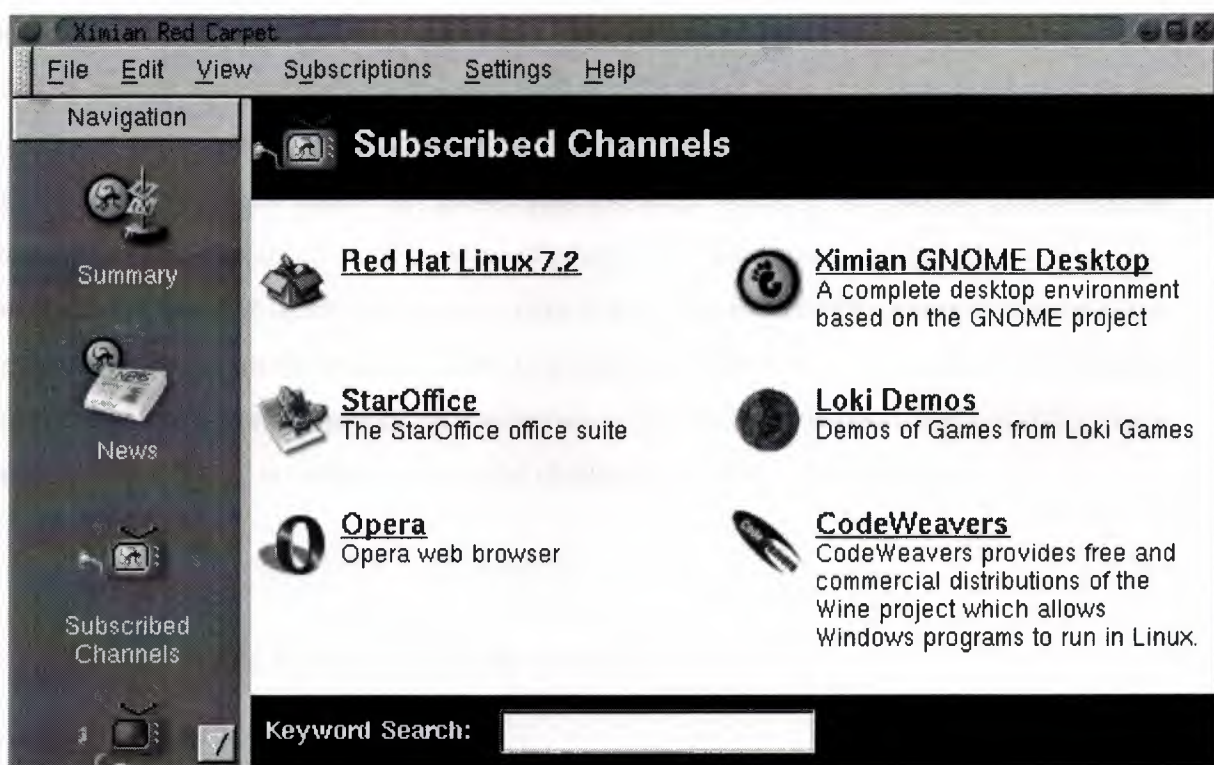 Ximian Red Carpet
File Edit View Subscriptions Settings Help
Navigation
Subscribed Channels
Summary
News
Subscribed
Channels
Red Hat Linux 7.2
Ximian GNOME Desktop
A complete desktop environment
based on the GNOME project
StarOffice
The StarOffice office suite
Loki Demos
Demos of Games from Loki Games
Opera
Opera web browser
CodeWeavers
CodeWeavers provides free and
commercial distributions of the
Wine project which allows
Windows programs to run in Linux.
Keyword Search: